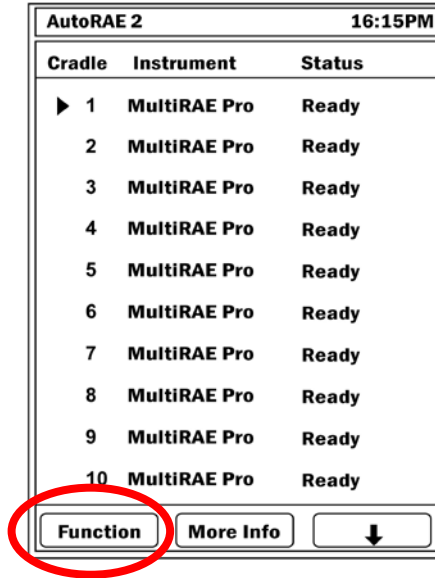 AutoRAE 2 16:15PM
Cradle Instrument Status
1 MultiRAE Pro Ready
2 MultiRAE Pro Ready
3 MultiRAE Pro Ready
4 MultiRAE Pro Ready
5 MultiRAE Pro Ready
6 MultiRAE Pro Ready
7 MultiRAE Pro Ready
8 MultiRAE Pro Ready
9 MultiRAE Pro Ready
10 MultiRAE Pro Ready
Function More Info